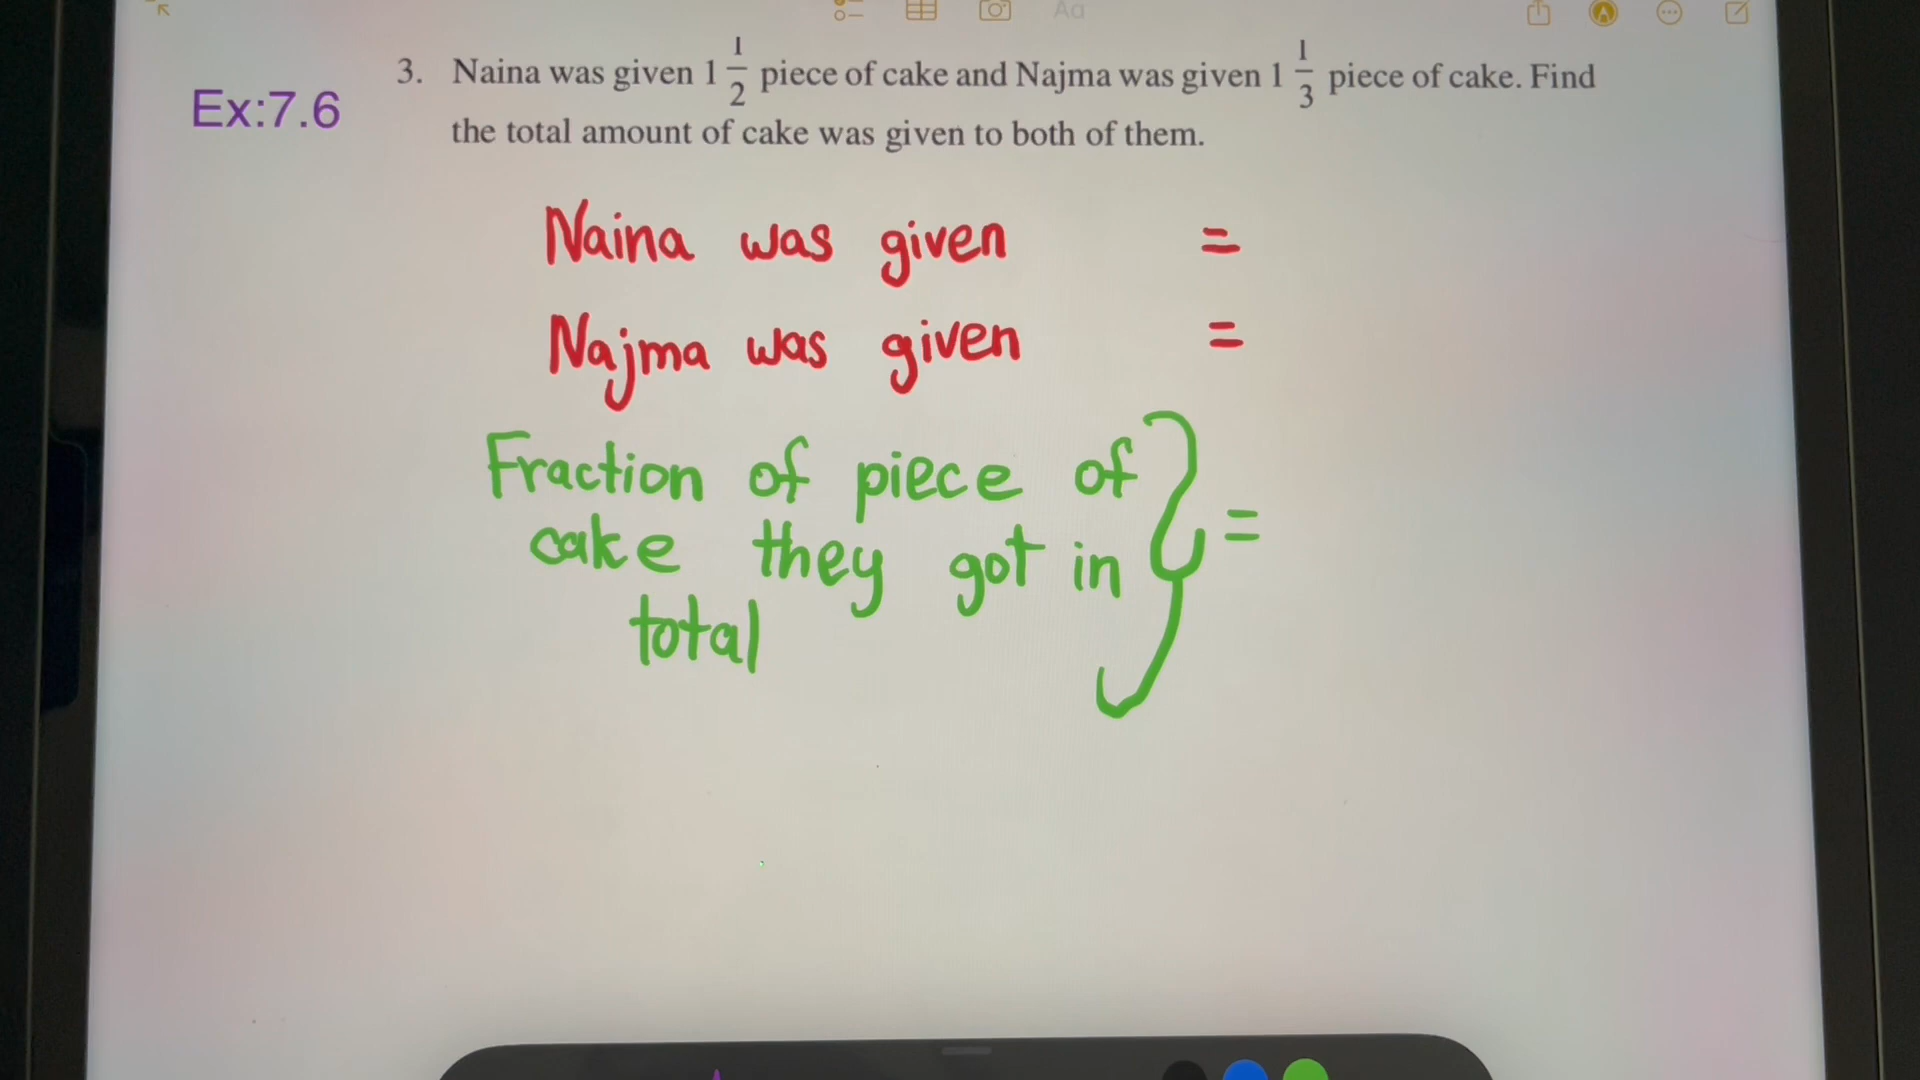 Aa
Ex:7.6
3. Naina was given 1 1/2 piece of cake and Najma was given 1 1/3 piece of cake. Find
the total amount of cake was given to both of them.
Naina was given =
Najma was given =
Fraction of piece of
cake they got in } =
total